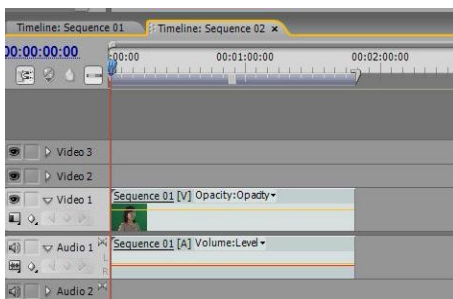 Timeline: Sequence 01 Timeline: Sequence 02 ×
00:00:00:00 :00:00 00:01:00:00 00:02:00:00
Video 3
Video 2
Video 1 Sequence 01 [V] Opacity:Opacity
Audio 1 Sequence 01 [A] Volume:Level
L
R
Audio 2